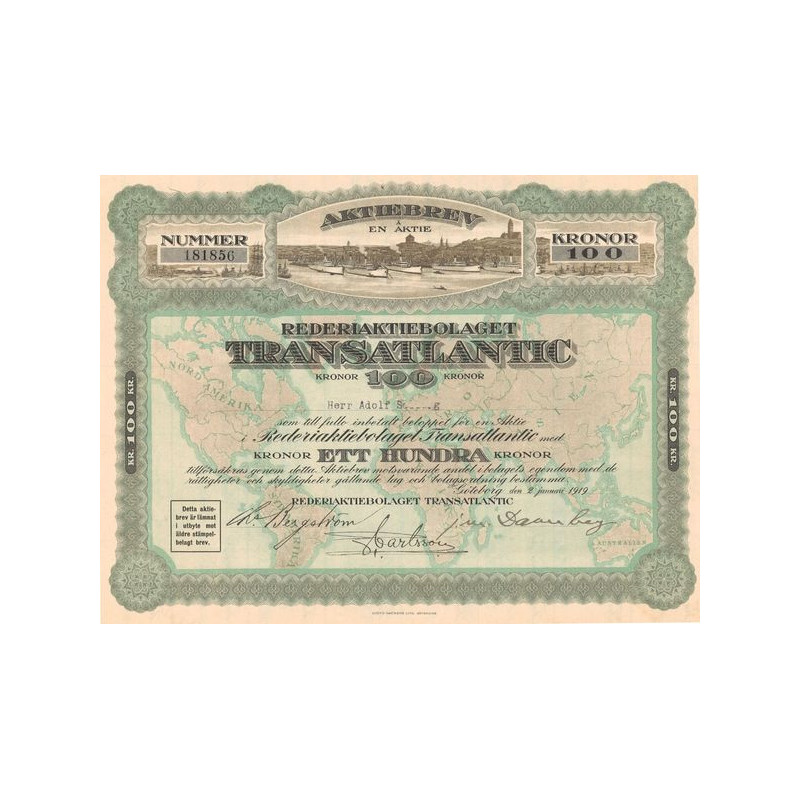 AKTIEBREV
Å
EN AKTIE
NUMMER
181856
KRONOR
100
REDERIAKTIEBOLAGET
TRANSATLANTIC
KRONOR 100 KRONOR
Herr Adolf
som till fullo inbetalt beloppet för en Aktie
i Rederiaktiebolaget Transatlantic med
KRONOR ETT HUNDRA KRONOR
tillförsäkras genom detta Aktiebrev motsvarande andel i bolagets egendom med de
rättigheter och skyldigheter gällande lag och bolagsordning bestämma.
Göteborg den 2 januari 1919.
REDERIAKTIEBOLAGET TRANSATLANTIC
Bergström
Carlsson
KR. 100 KR.
KR. 100 KR.
Detta aktie-
brev är lämnat
i utbyte mot
äldre stämpel-
belagt brev.
NORD AMERIKA
AUSTRALIEN